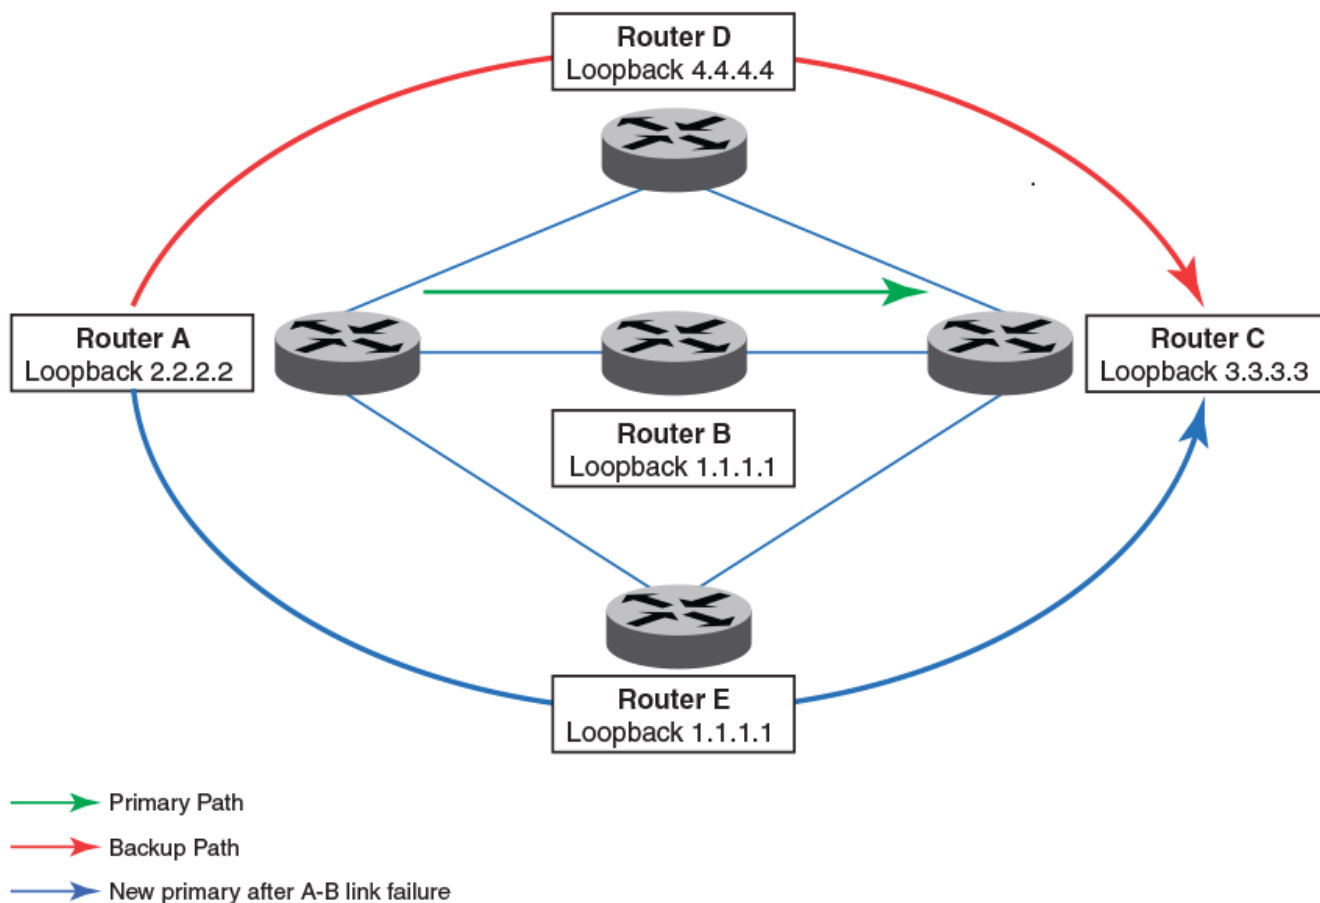 Router D
Loopback 4.4.4.4
Router A
Loopback 2.2.2.2
Router C
Loopback 3.3.3.3
Router B
Loopback 1.1.1.1
Router E
Loopback 1.1.1.1
Primary Path
Backup Path
New primary after A-B link failure